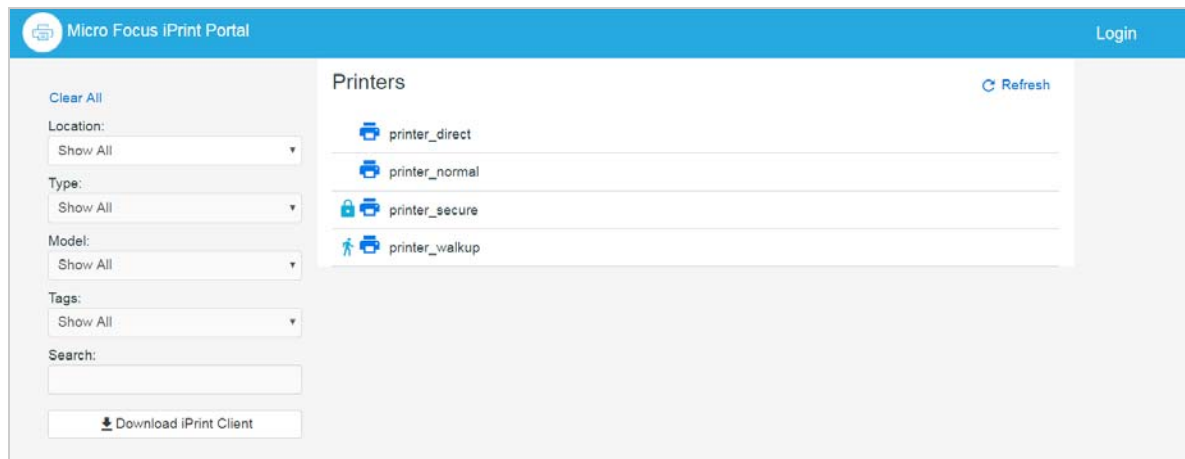 Micro Focus iPrint Portal
Login
Clear All
Location:
Show All
Type:
Show All
Model:
Show All
Tags:
Show All
Search:
Download iPrint Client
Printers
Refresh
printer_direct
printer_normal
printer_secure
printer_walkup